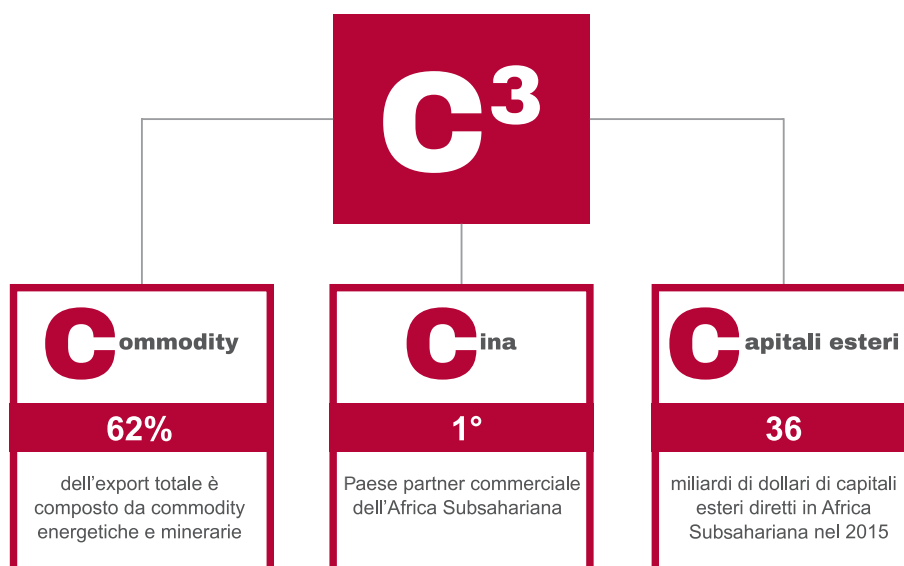 C³
Commodity
62%
dell'export totale è
composto da commodity
energetiche e minerarie
Cina
1°
Paese partner commerciale
dell'Africa Subsahariana
Capitali esteri
36
miliardi di dollari di capitali
esteri diretti in Africa
Subsahariana nel 2015